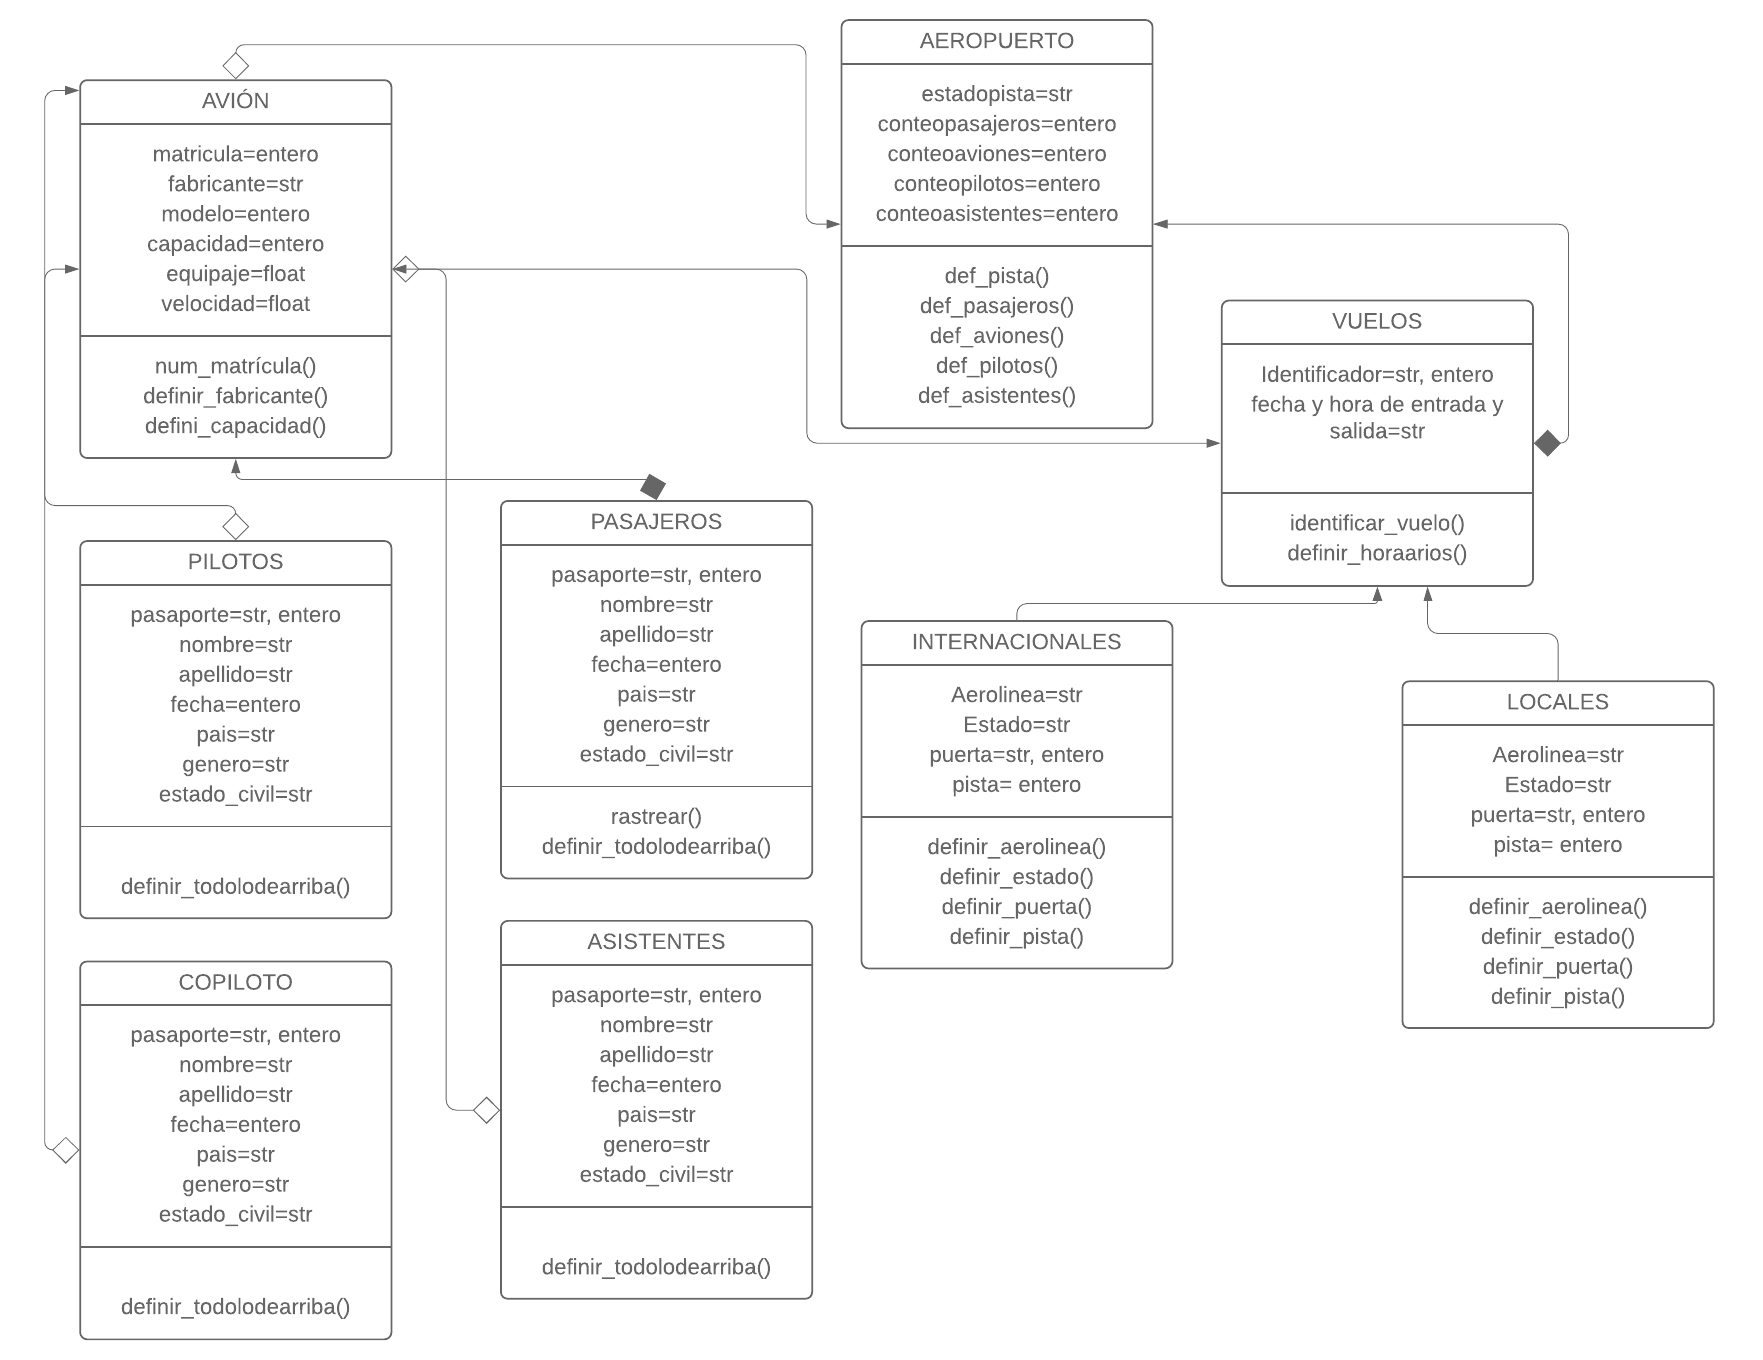 AEROPUERTO
estadopista=str
conteopasajeros=entero
conteoaviones=entero
conteopilotos=entero
conteoasistentes=entero
def_pista()
def_pasajeros()
def_aviones()
def_pilotos()
def_asistentes()
AVIÓN
matricula=entero
fabricante=str
modelo=entero
capacidad=entero
equipaje=float
velocidad=float
num_matrícula()
definir_fabricante()
defini_capacidad()
VUELOS
Identificador=str, entero
fecha y hora de entrada y
salida=str
identificar_vuelo()
definir_horaarios()
PASAJEROS
pasaporte=str, entero
nombre=str
apellido=str
fecha=entero
pais=str
genero=str
estado_civil=str
rastrear()
definir_todolodearriba()
PILOTOS
pasaporte=str, entero
nombre=str
apellido=str
fecha=entero
pais=str
genero=str
estado_civil=str
definir_todolodearriba()
INTERNACIONALES
Aerolinea=str
Estado=str
puerta=str, entero
pista= entero
definir_aerolinea()
definir_estado()
definir_puerta()
definir_pista()
LOCALES
Aerolinea=str
Estado=str
puerta=str, entero
pista= entero
definir_aerolinea()
definir_estado()
definir_puerta()
definir_pista()
ASISTENTES
pasaporte=str, entero
nombre=str
apellido=str
fecha=entero
pais=str
genero=str
estado_civil=str
definir_todolodearriba()
COPILOTO
pasaporte=str, entero
nombre=str
apellido=str
fecha=entero
pais=str
genero=str
estado_civil=str
definir_todolodearriba()